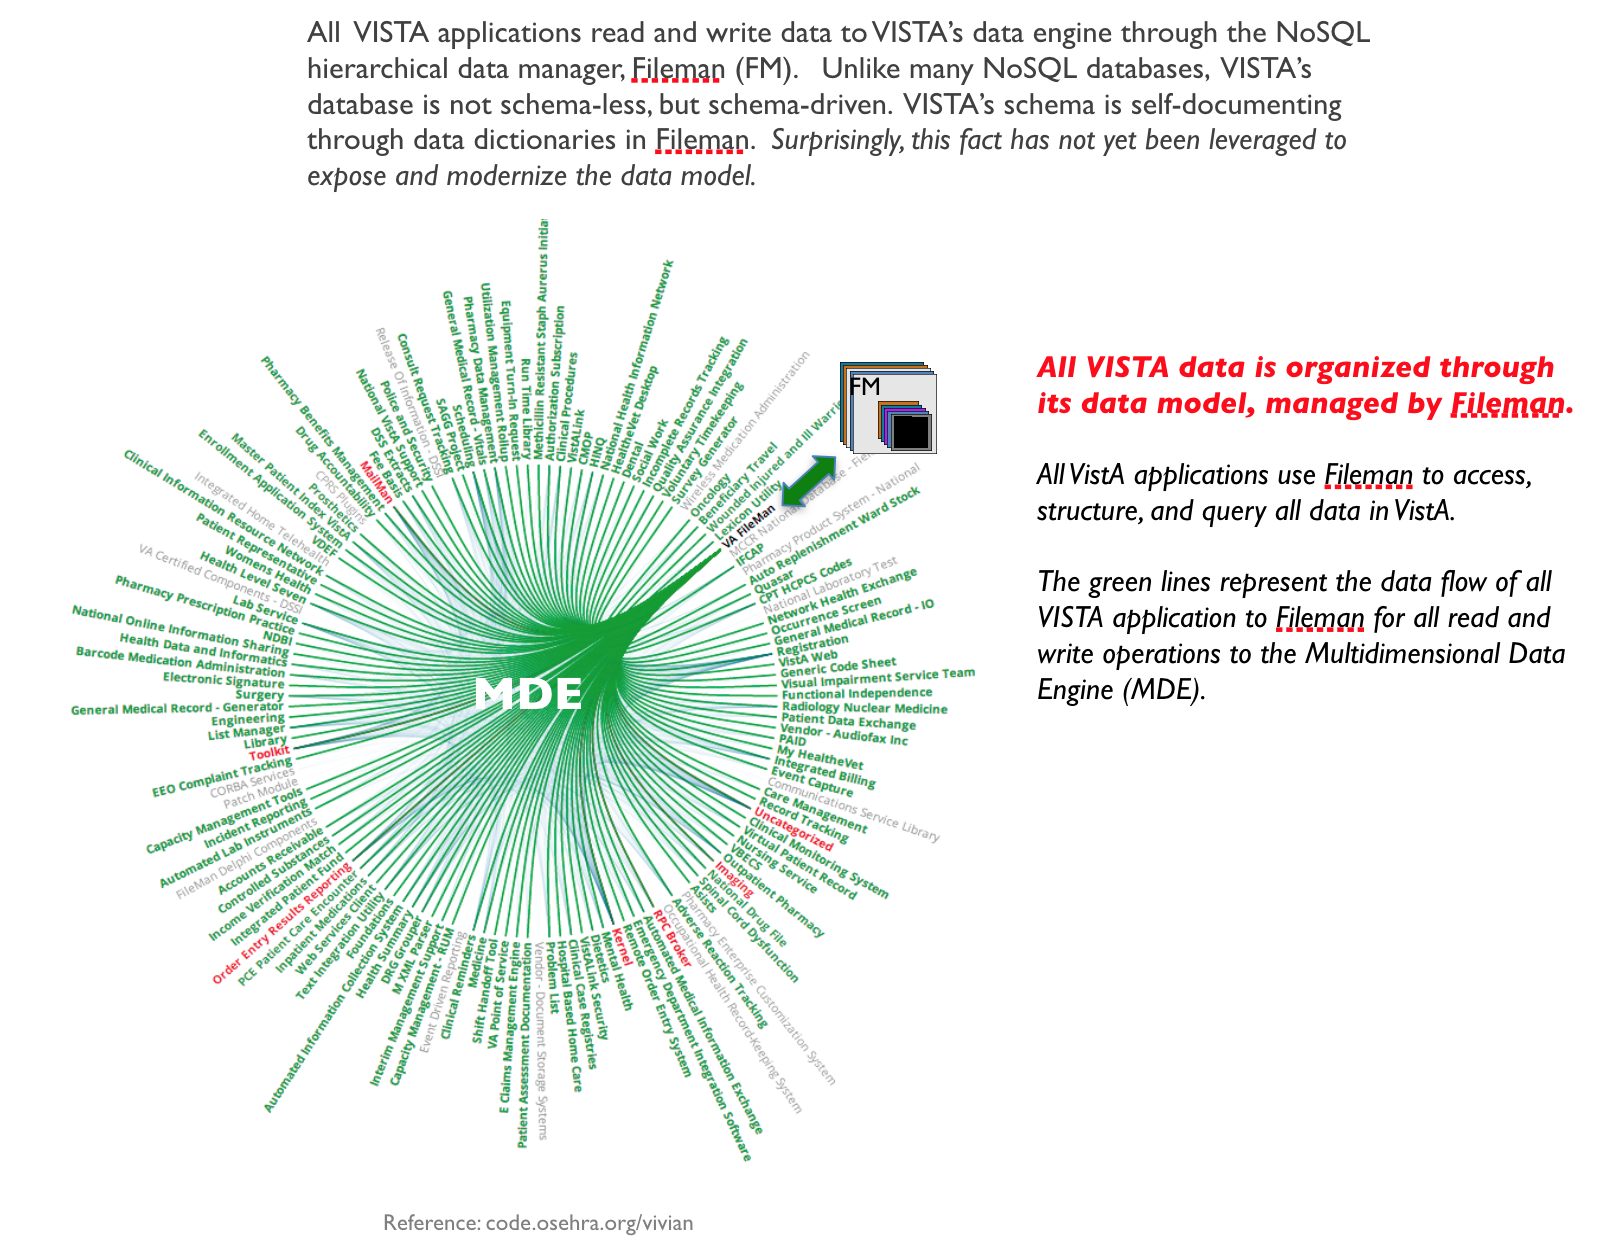 All VISTA applications read and write data to VISTA's data engine through the NoSQL
hierarchical data manager, Fileman (FM). Unlike many NoSQL databases, VISTA's
database is not schema-less, but schema-driven. VISTA's schema is self-documenting
through data dictionaries in Fileman. Surprisingly, this fact has not yet been leveraged to
expose and modernize the data model.
All VISTA data is organized through
its data model, managed by Fileman.
All VistA applications use Fileman to access,
structure, and query all data in VistA.
The green lines represent the data flow of all
VISTA application to Fileman for all read and
write operations to the Multidimensional Data
Engine (MDE).
FM
MDE
Methicillin Resistant Staph Aurerus Initia
Authorization Subscription
Clinical Procedures
VistALink
CMOP
HINQ
National Health Information Network
HealtheVet Desktop
Dental
Social Work
Incomplete Records Tracking
Quality Assurance Integration
Voluntary Timekeeping
Survey Generator
Wireless Medication Administration
Oncology
Beneficiary Travel
Wounded Injured and Ill Warri
Lexicon Utility
VA FileMan
MCCR National Database - Fie
IFCAP
Pharmacy Product System - National
Auto Replenishment Ward Stock
Quasar
CPT HCPCS Codes
National Laboratory Test
Network Health Exchange
Occurrence Screen
General Medical Record - IO
Registration
VistA Web
Generic Code Sheet
Visual Impairment Service Team
Functional Independence
Radiology Nuclear Medicine
Patient Data Exchange
Vendor - Audiofax Inc
PAID
My HealtheVet
Integrated Billing
Event Capture
Communications Service Library
Care Management
Record Tracking
Uncategorized
Clinical Monitoring System
Virtual Patient Record
Nursing Service
VBECS
Outpatient Pharmacy
Imaging
National Drug File
Spinal Cord Dysfunction
Asists
Pharmacy Enterprise Customization System
Adverse Reaction Tracking
Occupational Health Record-Keeping System
RPC Broker
Automated Medical Information Exchange
Emergency Department Integration Software
Remote Order Entry System
Kernel
Mental Health
Dietetics
VistALink Security
Clinical Case Registries
Hospital Based Home Care
Problem List
Vendor - Document Storage Systems
Patient Assessment Documentation
E Claims Management Engine
VA Point of Service
Shift Handoff Tool
Medicine
Clinical Reminders
Event Driven Reporting
Capacity Management - RUM
Interim Management Support
M XML Parser
DRG Grouper
Health Summary
Automated Information Collection System
Foundations
Text Integration Utility
Web Services Client
Inpatient Medications
PCE Patient Care Encounter
Order Entry Results Reporting
Integrated Patient Fund
Income Verification Match
Controlled Substances
Accounts Receivable
FileMan Delphi Components
Automated Lab Instruments
Incident Reporting
Capacity Management Tools
Patch Module
CORBA Services
EEO Complaint Tracking
Toolkit
Library
List Manager
Engineering
General Medical Record - Generator
Surgery
Electronic Signature
Barcode Medication Administration
Health Data and Informatics
National Online Information Sharing
NDBI
Pharmacy Prescription Practice
Lab Service
VA Certified Components - DSSI
Health Level Seven
Womens Health
Patient Representative
Integrated Home Telehealth
Clinical Information Resource Network
VDEF
Enrollment Application System
Master Patient Index VistA
Prosthetics
CPRS Plugins
Drug Accountability
Pharmacy Benefits Management
MailMan
Fee Basis
DSS Extracts
National VistA Support
Police and Security
Release Of Information - DSSI
Consult Request Tracking
SAGG Project
Scheduling
General Medical Record - Vitals
Pharmacy Data Management
Utilization Management Rollup
Equipment Turn-In Request
Run Time Library
Reference: code.osehra.org/vivian